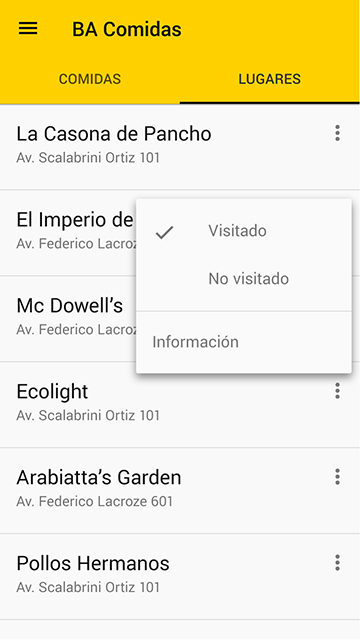 BA Comidas
COMIDAS
LUGARES
La Casona de Pancho
Av. Scalabrini Ortiz 101
El Imperio de
Av. Federico
Visitado
No visitado
Mc Dowell's
Av. Federico
Información
Ecolight
Av. Scalabrini Ortiz 101
Arabiatta's Garden
Av. Federico Lacroze 601
Pollos Hermanos
Av. Scalabrini Ortiz 101